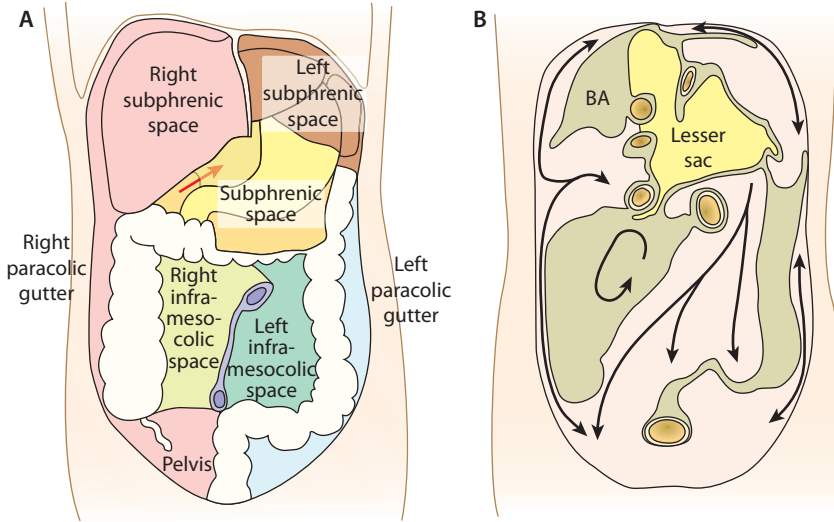 A
Right
subphrenic
space
Left
subphrenic
space
Subphrenic
space
Right
paracolic
gutter
Right
infra-
meso-
colic
space
Left
infra-
mesocolic
space
Left
paracolic
gutter
Pelvis
B
BA
Lesser
sac